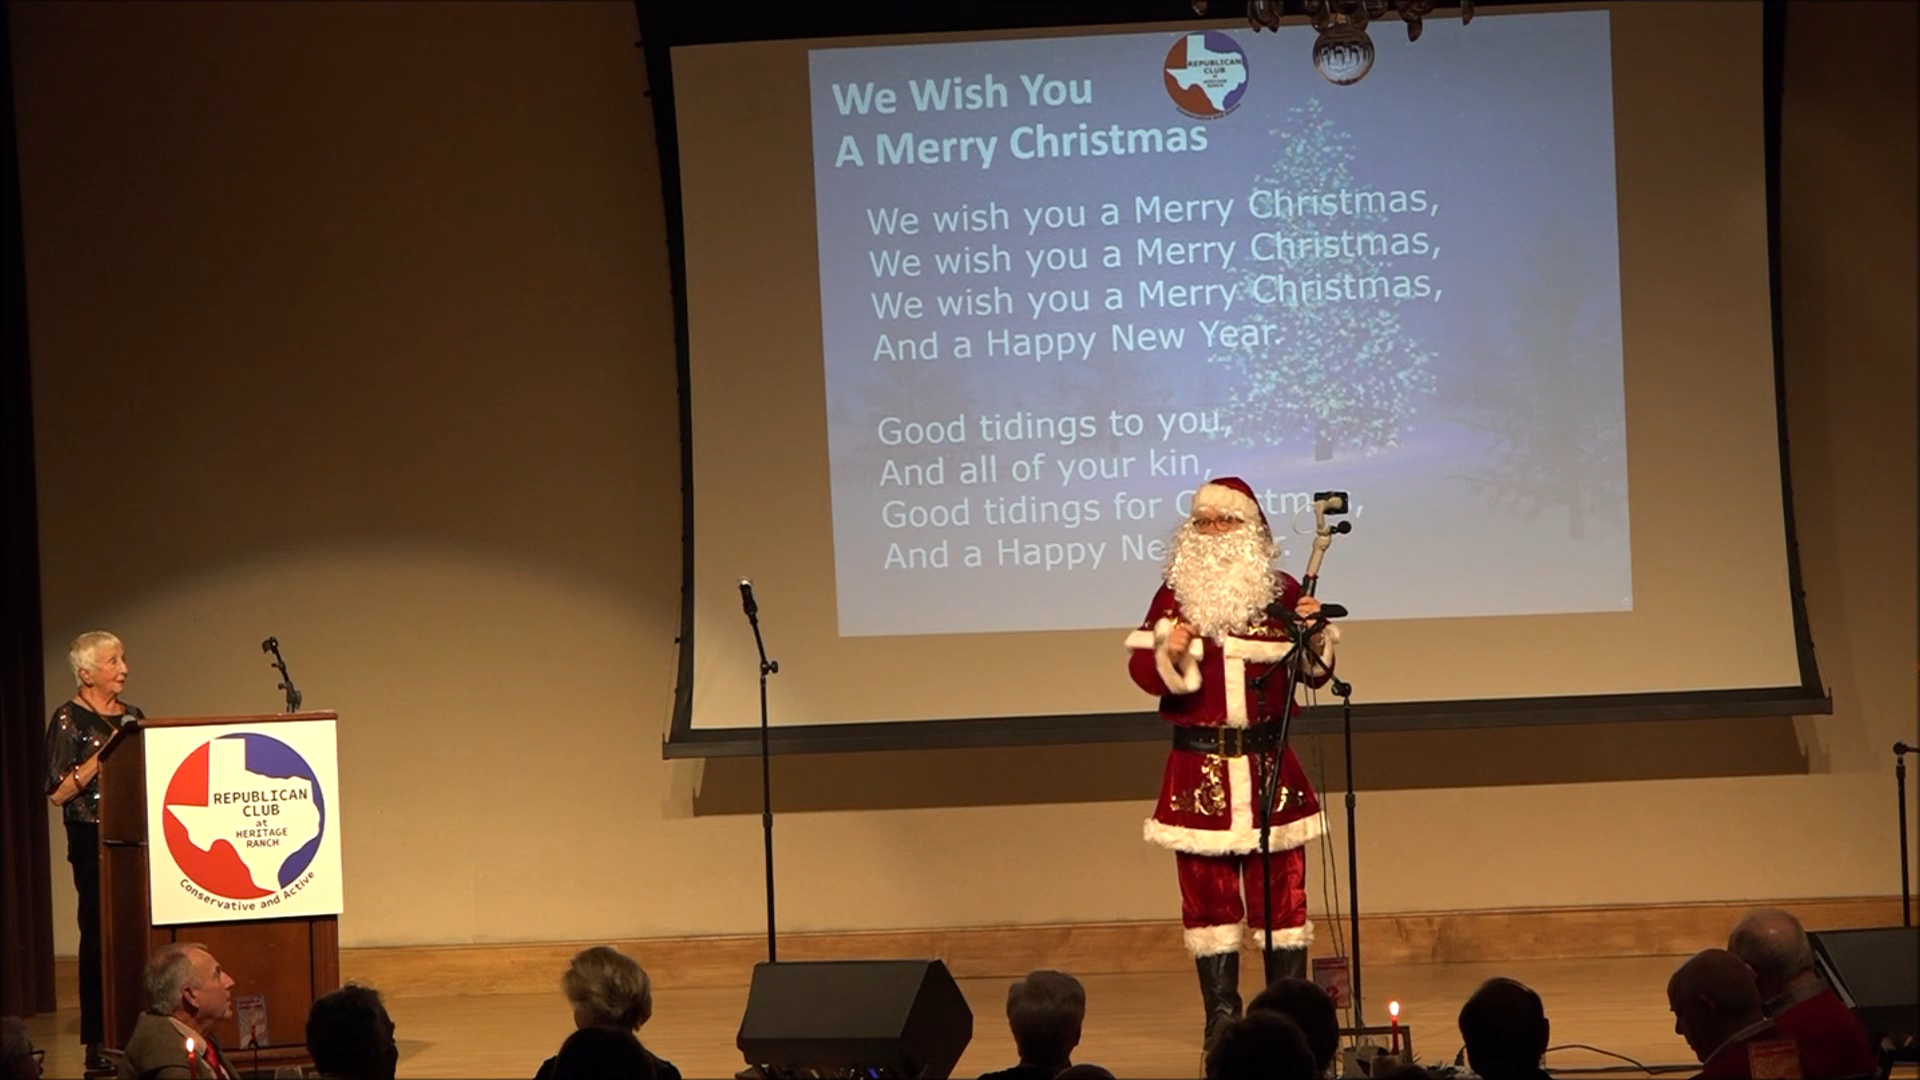 We Wish You
A Merry Christmas
REPUBLICAN
CLUB
We wish you a Merry Christmas,
We wish you a Merry Christmas,
We wish you a Merry Christmas,
And a Happy New Year.
Good tidings to you,
And all of your kin,
Good tidings for
And a Happy
REPUBLICAN
CLUB
at
HERITAGE
RANCH
Conservative and Active